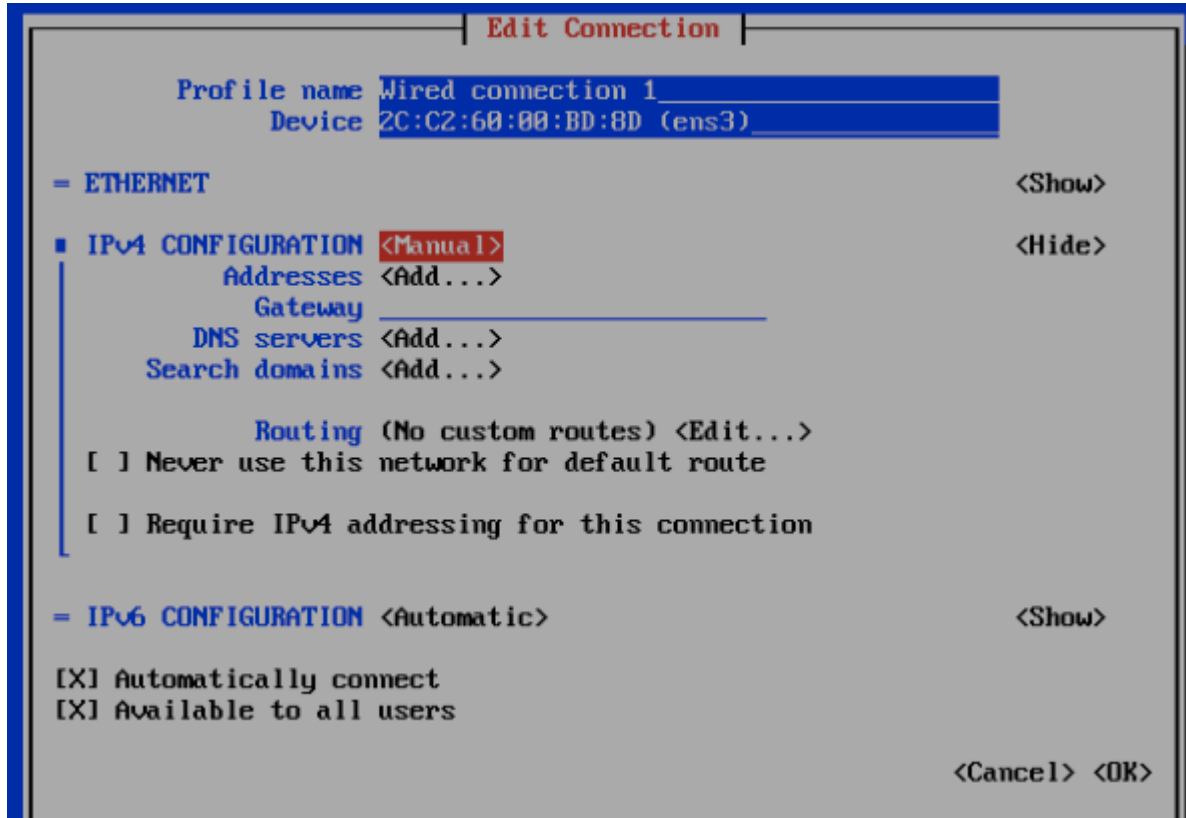 Edit Connection
Profile name Wired connection 1
Device 2C:C2:60:00:BD:8D (ens3)
= ETHERNET <Show>
IPv4 CONFIGURATION <Manual> <Hide>
Addresses <Add...>
Gateway
DNS servers <Add...>
Search domains <Add...>
Routing (No custom routes) <Edit...>
[ ] Never use this network for default route
[ ] Require IPv4 addressing for this connection
= IPv6 CONFIGURATION <Automatic> <Show>
[X] Automatically connect
[X] Available to all users
<Cancel> <OK>